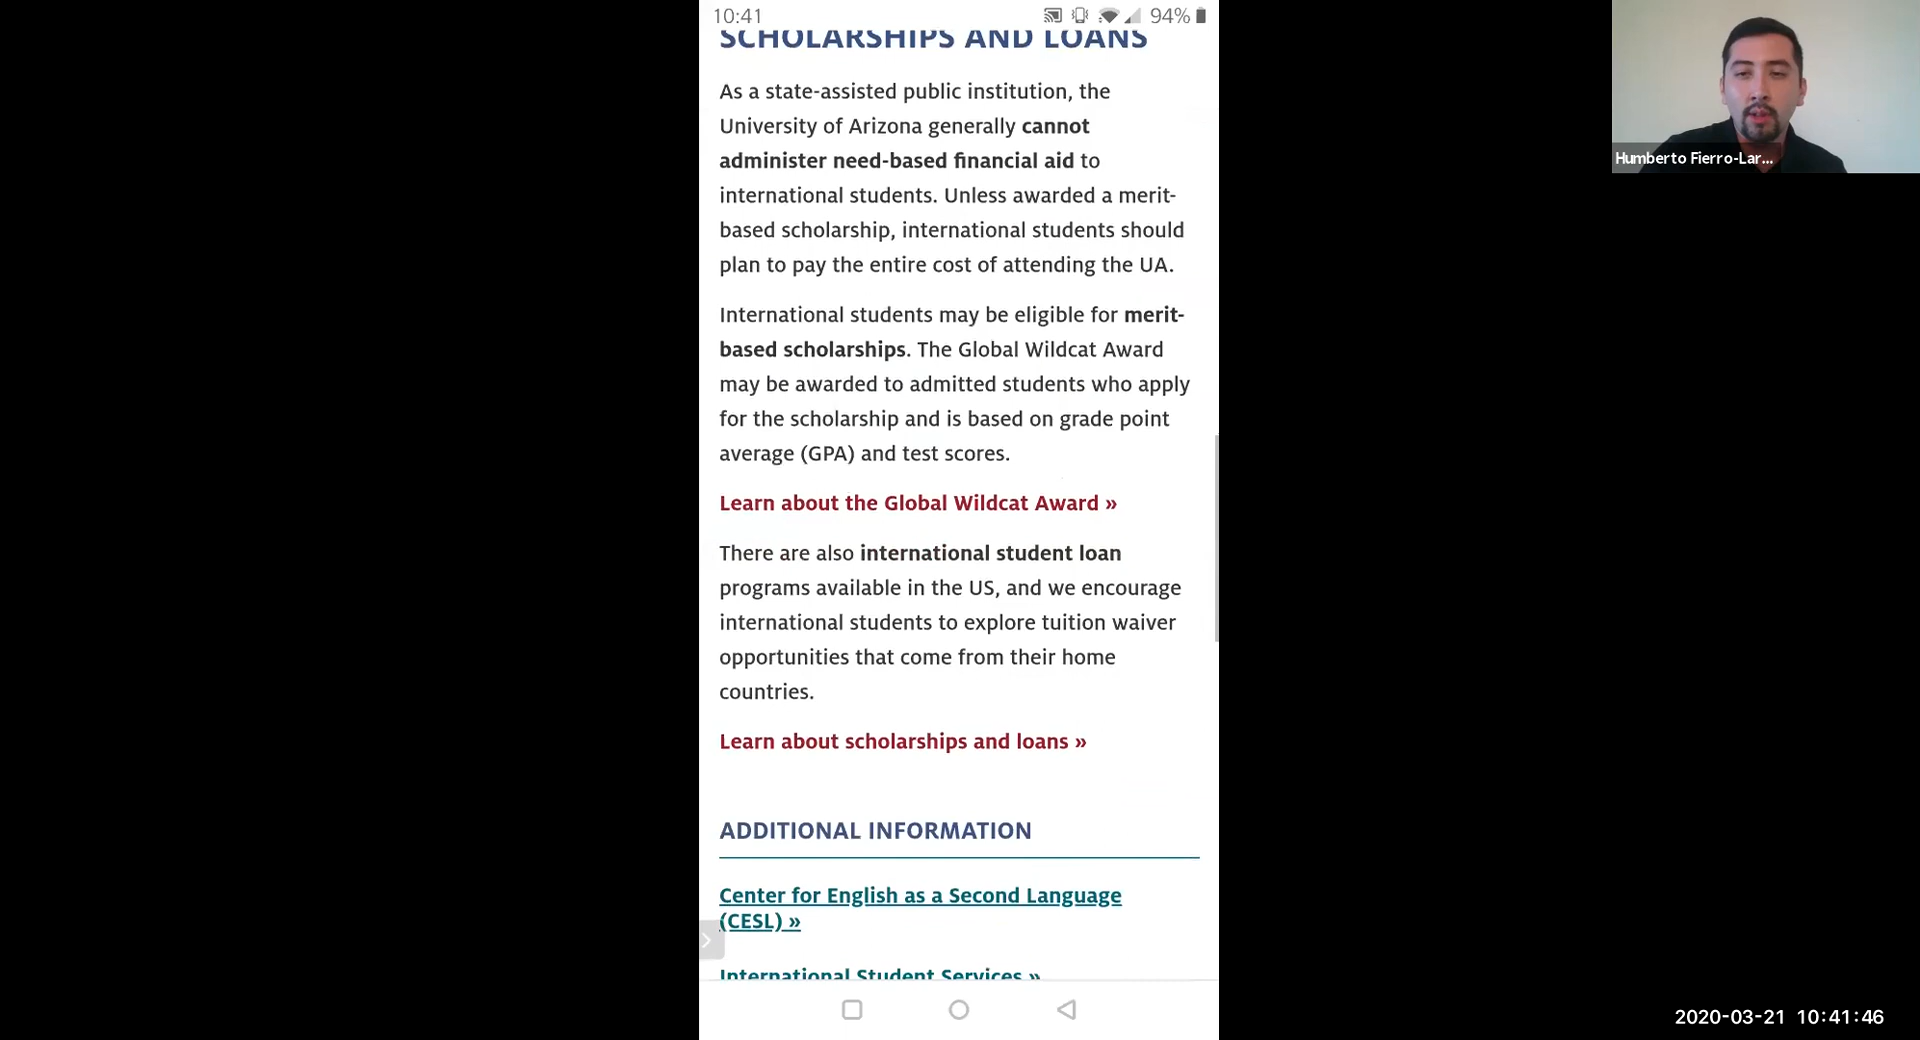 10:41
94%
SCHOLARSHIPS AND LOANS
As a state-assisted public institution, the
University of Arizona generally cannot
administer need-based financial aid to
international students. Unless awarded a merit-
based scholarship, international students should
plan to pay the entire cost of attending the UA.
International students may be eligible for merit-
based scholarships. The Global Wildcat Award
may be awarded to admitted students who apply
for the scholarship and is based on grade point
average (GPA) and test scores.
Learn about the Global Wildcat Award »
There are also international student loan
programs available in the US, and we encourage
international students to explore tuition waiver
opportunities that come from their home
countries.
Learn about scholarships and loans »
ADDITIONAL INFORMATION
Center for English as a Second Language
(CESL) »
International Student Services »
Humberto Fierro-Lar...
2020-03-21 10:41:46